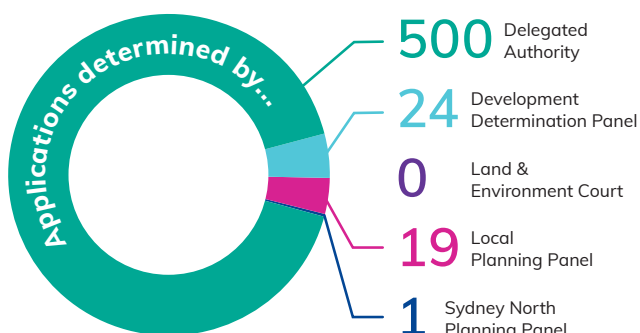 Applications determined by...
500 Delegated
Authority
24 Development
Determination Panel
0 Land &
Environment Court
19 Local
Planning Panel
1 Sydney North
Planning Panel